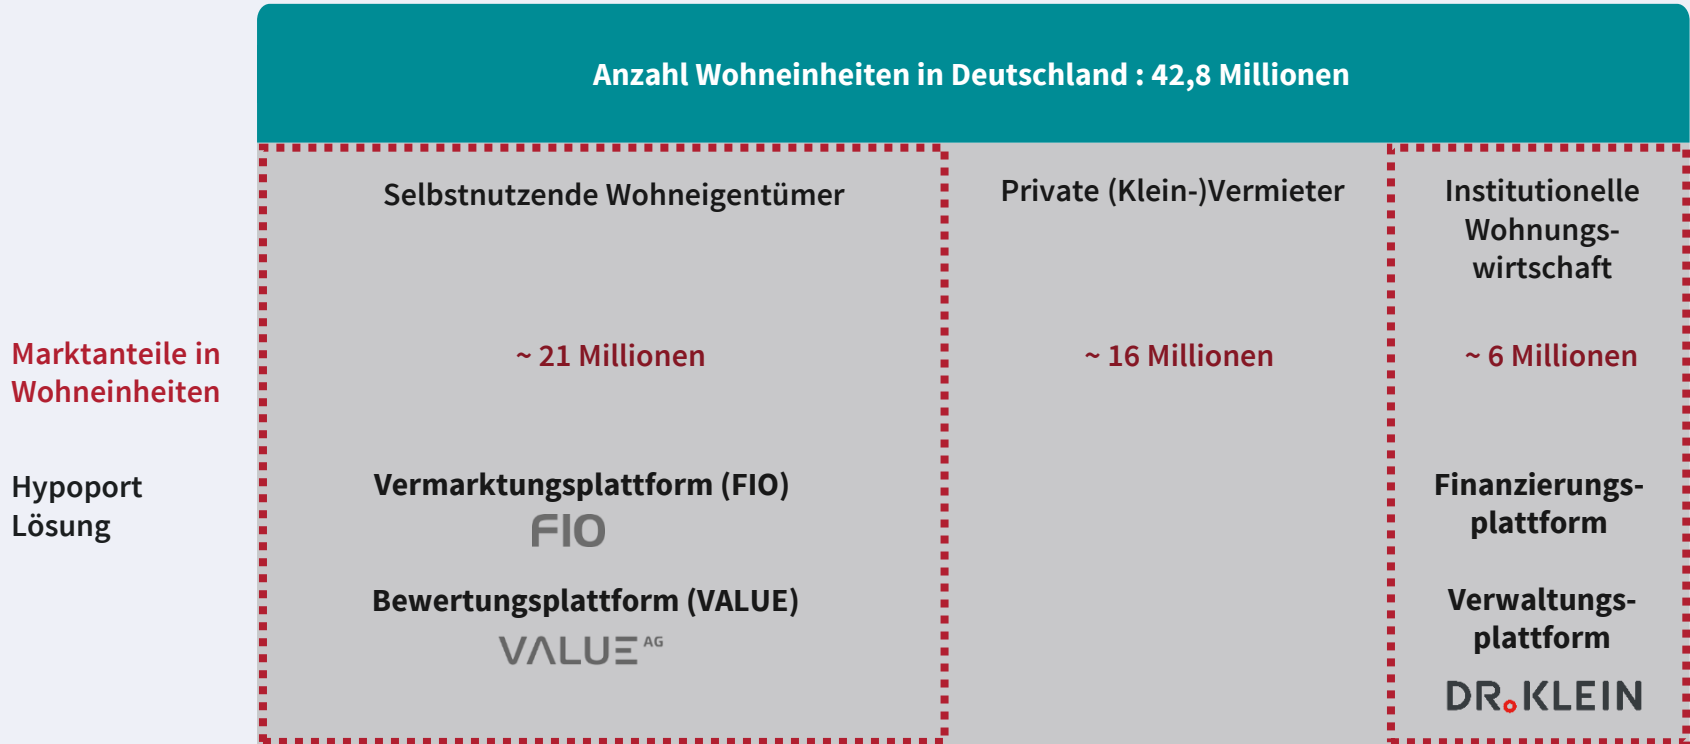 Anzahl Wohneinheiten in Deutschland : 42,8 Millionen
Selbstnutzende Wohneigentümer
Private (Klein-)Vermieter
Institutionelle
Wohnungs-
wirtschaft
Marktanteile in
Wohneinheiten
~ 21 Millionen
~ 16 Millionen
~ 6 Millionen
Hypoport
Lösung
Vermarktungsplattform (FIO)
FIO
Bewertungsplattform (VALUE)
VALUE AG
Finanzierungs-
plattform
Verwaltungs-
plattform
DR.KLEIN